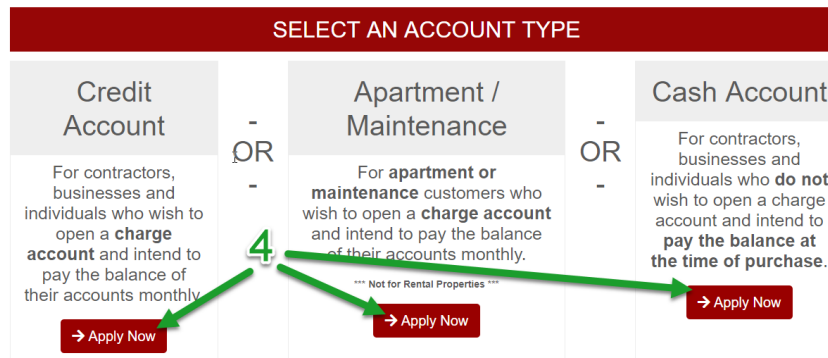 SELECT AN ACCOUNT TYPE
Credit
Account
For contractors,
businesses and
individuals who wish to
open a charge
account and intend to
pay the balance of
their accounts monthly.
→ Apply Now
-
OR
-
Apartment /
Maintenance
For apartment or
maintenance customers who
wish to open a charge account
and intend to pay the balance
of their accounts monthly.
*** Not for Rental Properties ***
→ Apply Now
-
OR
-
Cash Account
For contractors,
businesses and
individuals who do not
wish to open a charge
account and intend to
pay the balance at
the time of purchase.
→ Apply Now
4